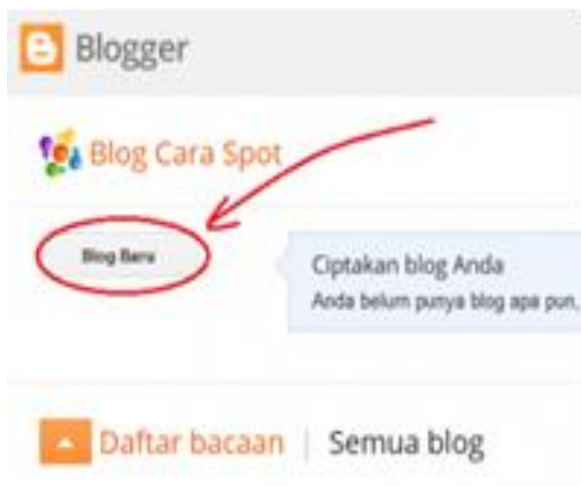 Blogger
Blog Cara Spot
Blog Baru
Ciptakan blog Anda
Anda belum punya blog apa pun,
Daftar bacaan | Semua blog